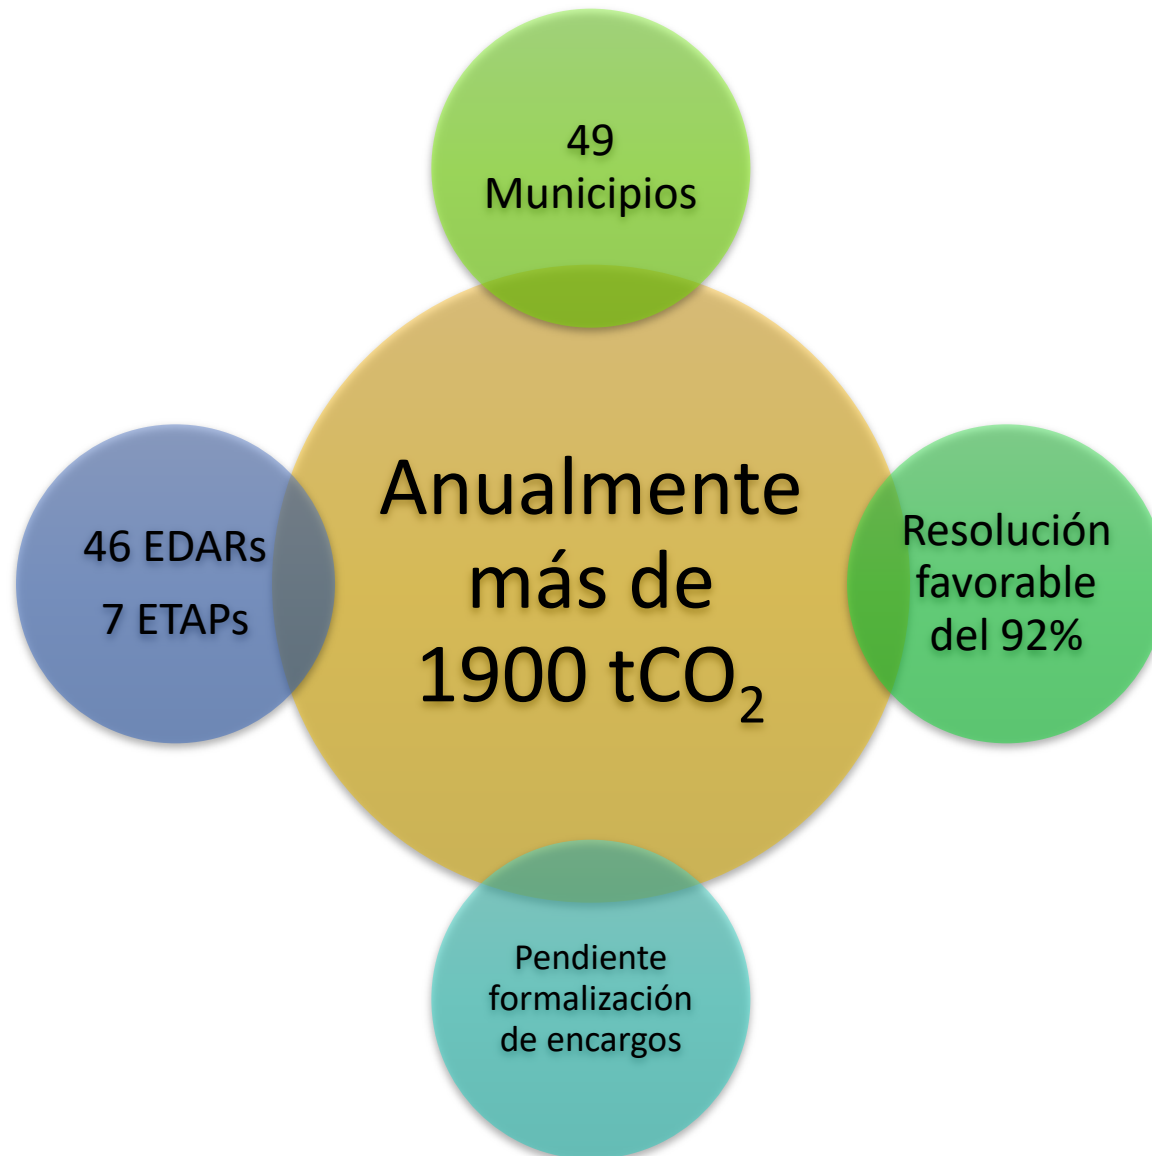 49
Municipios
46 EDARs
7 ETAPs
Anualmente
más de
1900 tCO₂
Resolución
favorable
del 92%
Pendiente
formalización
de encargos